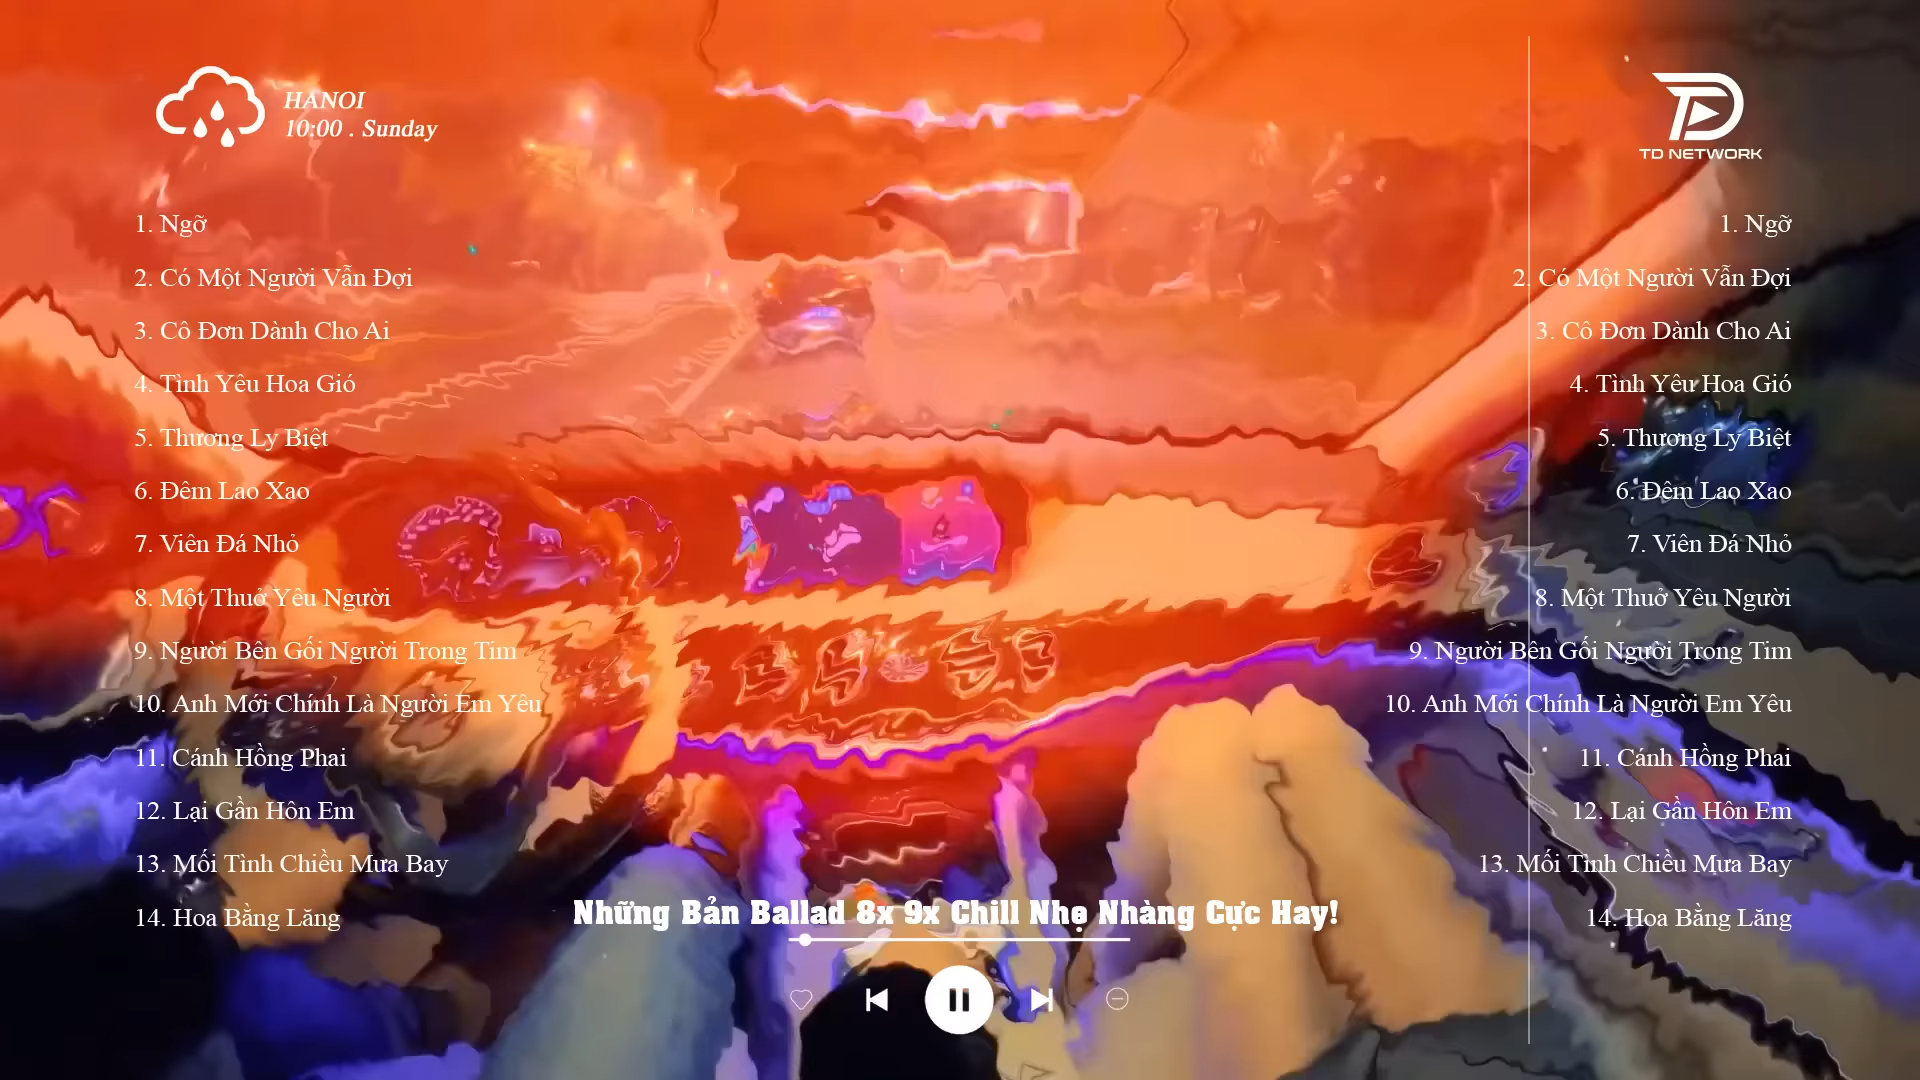 HANOI
10:00 . Sunday
TD NETWORK
1. Ngỡ
2. Có Một Người Vẫn Đợi
3. Cô Đơn Dành Cho Ai
4. Tình Yêu Hoa Gió
5. Thương Ly Biệt
6. Đêm Lao Xao
7. Viên Đá Nhỏ
8. Một Thuở Yêu Người
9. Người Bên Gối Người Trong Tim
10. Anh Mới Chính Là Người Em Yêu
11. Cánh Hồng Phai
12. Lại Gần Hôn Em
13. Mối Tình Chiều Mưa Bay
14. Hoa Bằng Lăng
1. Ngỡ
2. Có Một Người Vẫn Đợi
3. Cô Đơn Dành Cho Ai
4. Tình Yêu Hoa Gió
5. Thương Ly Biệt
6. Đêm Lao Xao
7. Viên Đá Nhỏ
8. Một Thuở Yêu Người
9. Người Bên Gối Người Trong Tim
10. Anh Mới Chính Là Người Em Yêu
11. Cánh Hồng Phai
12. Lại Gần Hôn Em
13. Mối Tình Chiều Mưa Bay
14. Hoa Bằng Lăng
Những Bản Ballad 8x 9x Chill Nhẹ Nhàng Cực Hay!